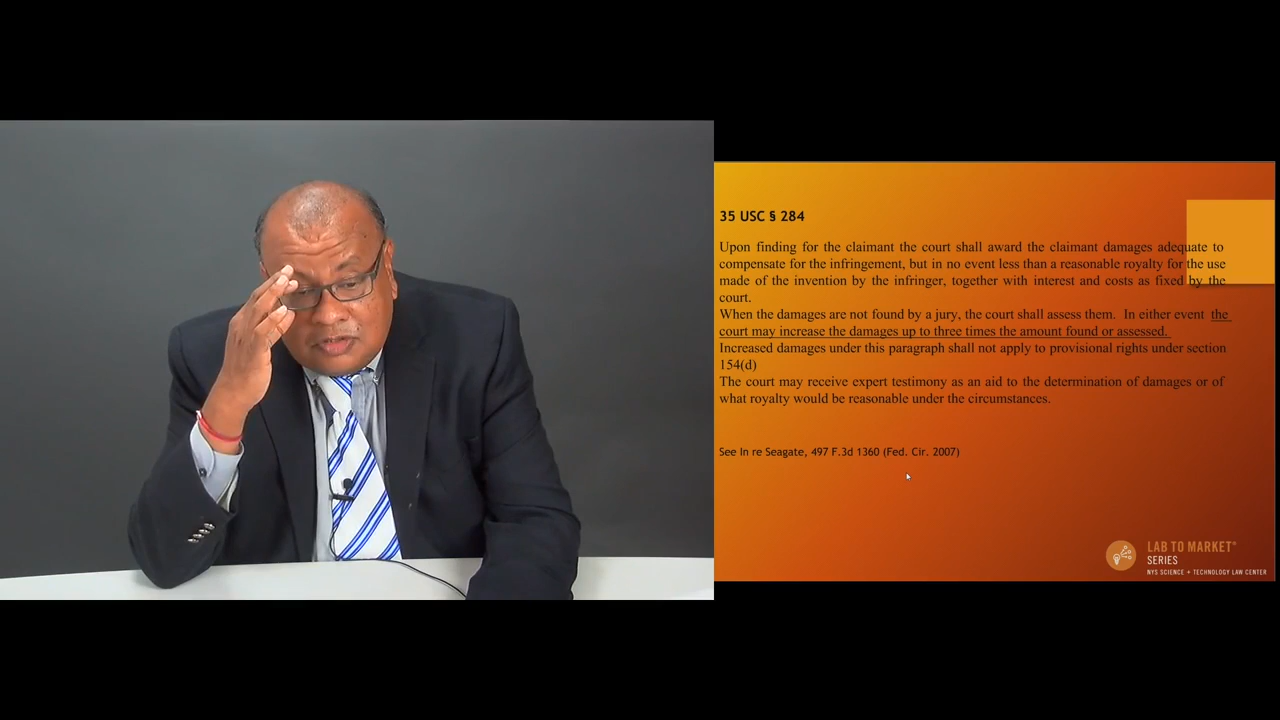 35 USC § 284
Upon finding for the claimant the court shall award the claimant damages adequate to
compensate for the infringement, but in no event less than a reasonable royalty for the use
made of the invention by the infringer, together with interest and costs as fixed by the
court.
When the damages are not found by a jury, the court shall assess them. In either event the
court may increase the damages up to three times the amount found or assessed.
Increased damages under this paragraph shall not apply to provisional rights under section
154(d)
The court may receive expert testimony as an aid to the determination of damages or of
what royalty would be reasonable under the circumstances.
See In re Seagate, 497 F.3d 1360 (Fed. Cir. 2007)
LAB TO MARKET®
SERIES
NYS SCIENCE + TECHNOLOGY LAW CENTER